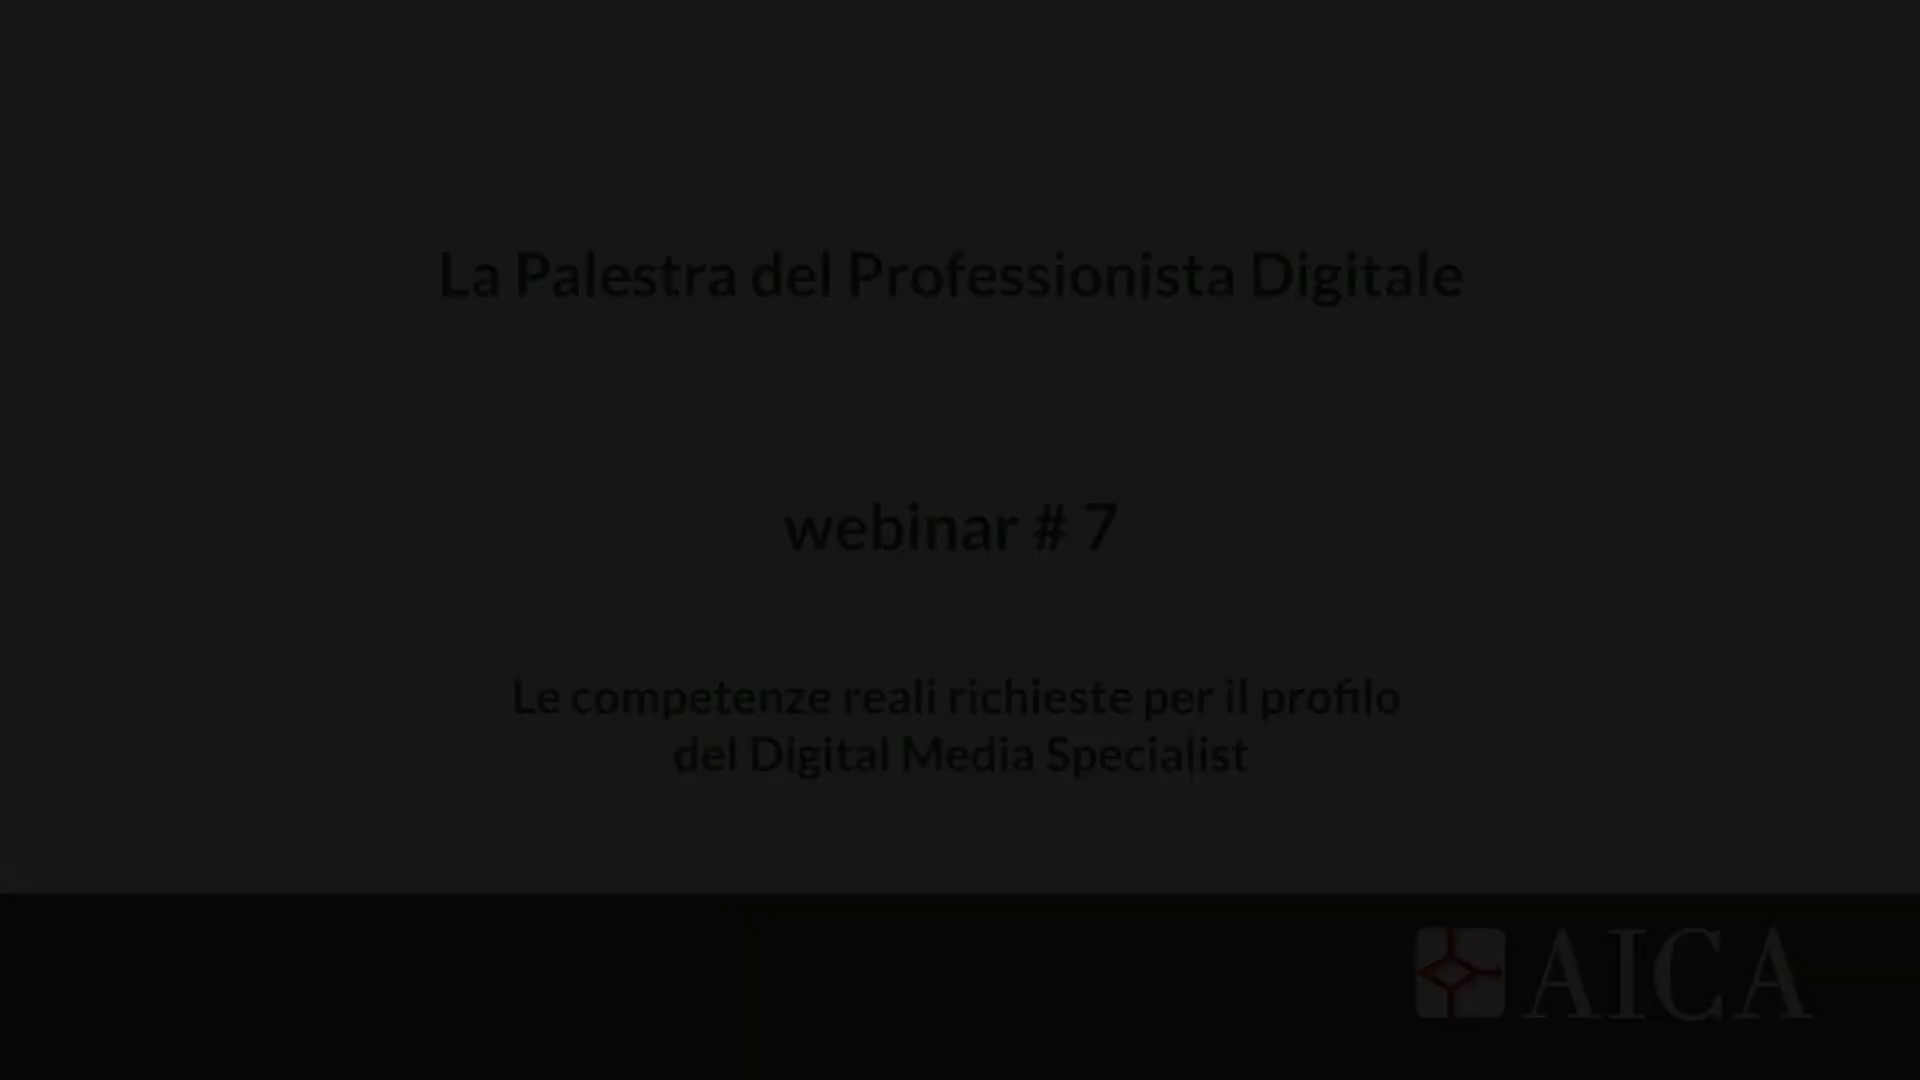 La Palestra del Professionista Digitale
webinar # 7
Le competenze reali richieste per il profilo
del Digital Media Specialist
AICA